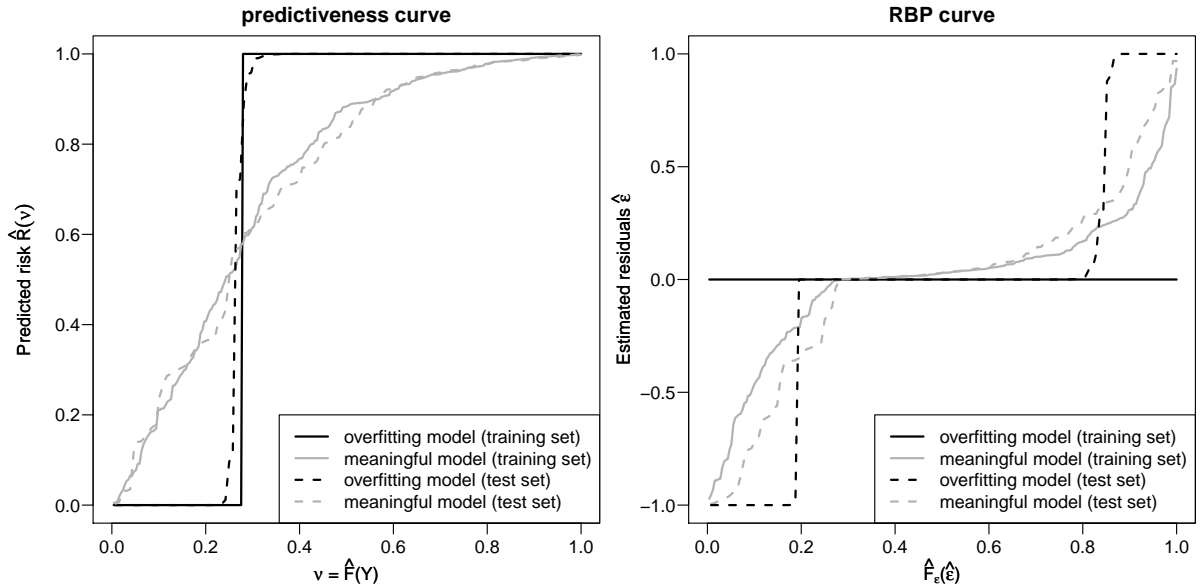 predictiveness curve
Predicted risk R̂(ν)
1.0
0.8
0.6
0.4
0.2
0.0
overfitting model (training set)
meaningful model (training set)
overfitting model (test set)
meaningful model (test set)
0.0 0.2 0.4 0.6 0.8 1.0
ν = F̂(Y)
RBP curve
Estimated residuals ε̂
1.0
0.5
0.0
−0.5
−1.0
overfitting model (training set)
meaningful model (training set)
overfitting model (test set)
meaningful model (test set)
0.0 0.2 0.4 0.6 0.8 1.0
F̂ε(ε̂)